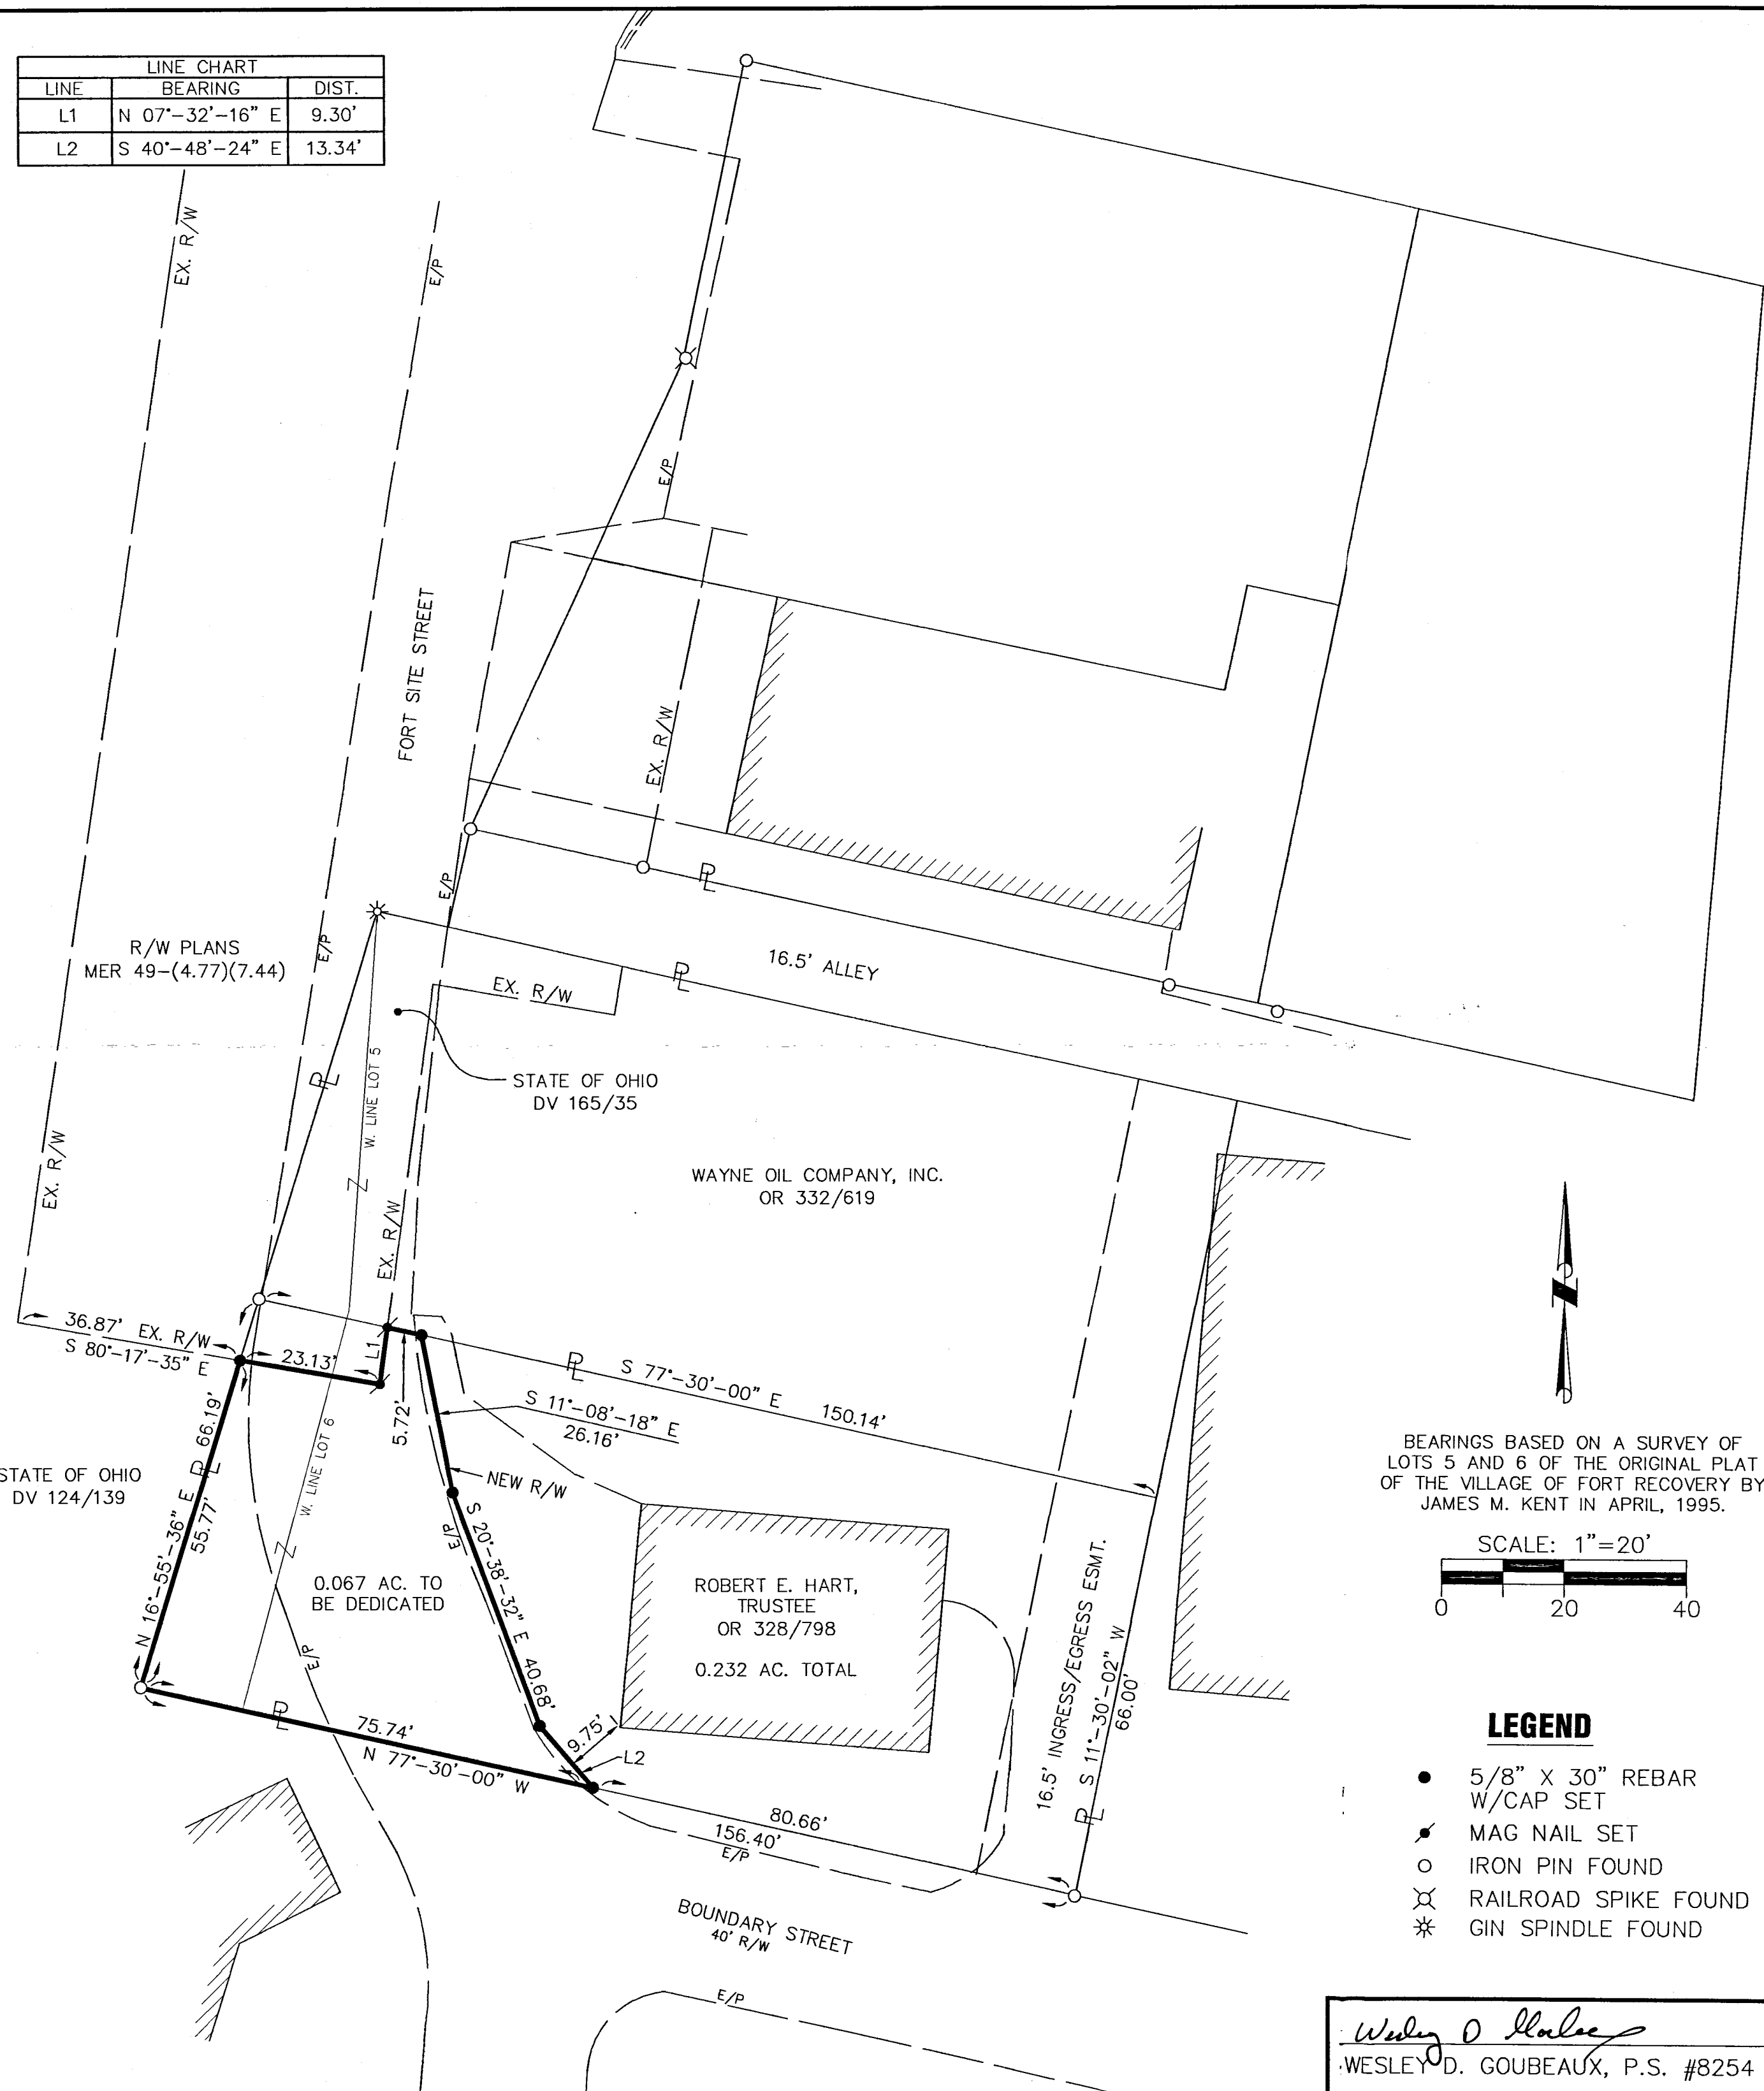 LINE CHART
LINE BEARING DIST.
L1 N 07°-32'-16" E 9.30'
L2 S 40°-48'-24" E 13.34'
EX. R/W
E/P
E/P
FORT SITE STREET
EX. R/W
E/P
E/P
R/W PLANS
MER 49-(4.77)(7.44)
PL
PL
16.5' ALLEY
EX. R/W
STATE OF OHIO
DV 165/35
PL
W. LINE LOT 5
Z
EX. R/W
EX. R/W
WAYNE OIL COMPANY, INC.
OR 332/619
36.87' EX. R/W
S 80°-17'-35" E
23.13'
L1
5.72'
PL
S 77°-30'-00" E 150.14'
S 11°-08'-18" E
26.16'
NEW R/W
STATE OF OHIO
DV 124/139
N 16°-55'-36" E PL 66.19'
55.77'
W. LINE LOT 6
Z
E/P
S 20°-38'-32" E 40.68'
E/P
0.067 AC. TO
BE DEDICATED
ROBERT E. HART,
TRUSTEE
OR 328/798
0.232 AC. TOTAL
16.5' INGRESS/EGRESS ESMT.
PL S 11°-30'-02" W
66.00'
PL
75.74'
N 77°-30'-00" W
9.75'
L2
80.66'
156.40'
E/P
BOUNDARY STREET
40' R/W
E/P
N
BEARINGS BASED ON A SURVEY OF
LOTS 5 AND 6 OF THE ORIGINAL PLAT
OF THE VILLAGE OF FORT RECOVERY BY
JAMES M. KENT IN APRIL, 1995.
SCALE: 1"=20'
0 20 40
LEGEND
5/8" X 30" REBAR
W/CAP SET
MAG NAIL SET
IRON PIN FOUND
RAILROAD SPIKE FOUND
GIN SPINDLE FOUND
WESLEY D. GOUBEAUX, P.S. #8254